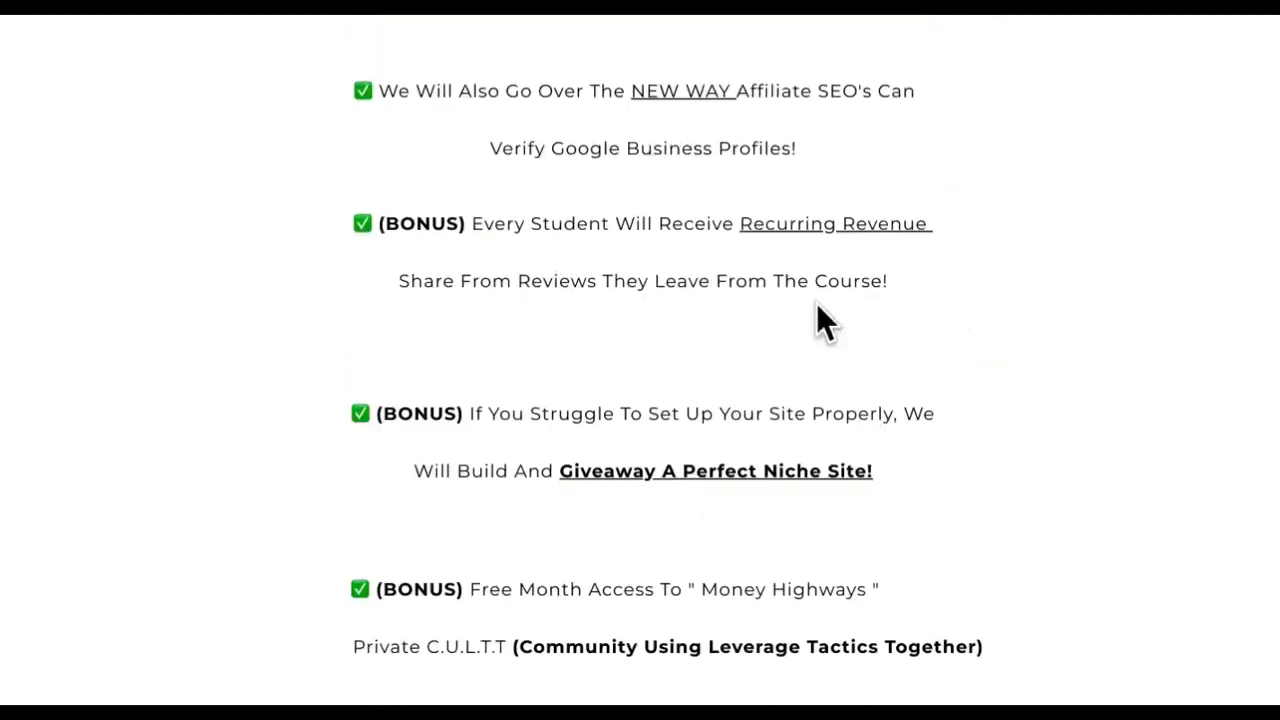 ✅ We Will Also Go Over The NEW WAY Affiliate SEO's Can
Verify Google Business Profiles!
✅ (BONUS) Every Student Will Receive Recurring Revenue
Share From Reviews They Leave From The Course!
✅ (BONUS) If You Struggle To Set Up Your Site Properly, We
Will Build And Giveaway A Perfect Niche Site!
✅ (BONUS) Free Month Access To " Money Highways "
Private C.U.L.T.T (Community Using Leverage Tactics Together)